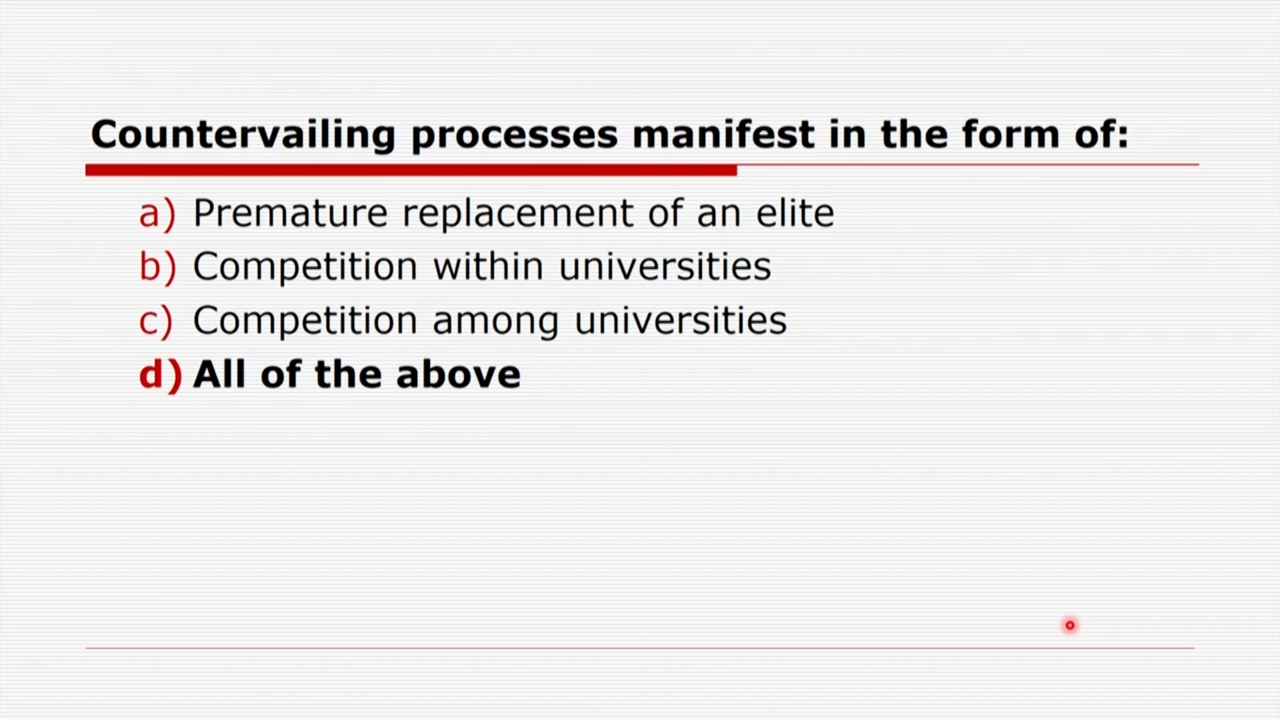 Countervailing processes manifest in the form of:
a) Premature replacement of an elite
b) Competition within universities
c) Competition among universities
d) All of the above